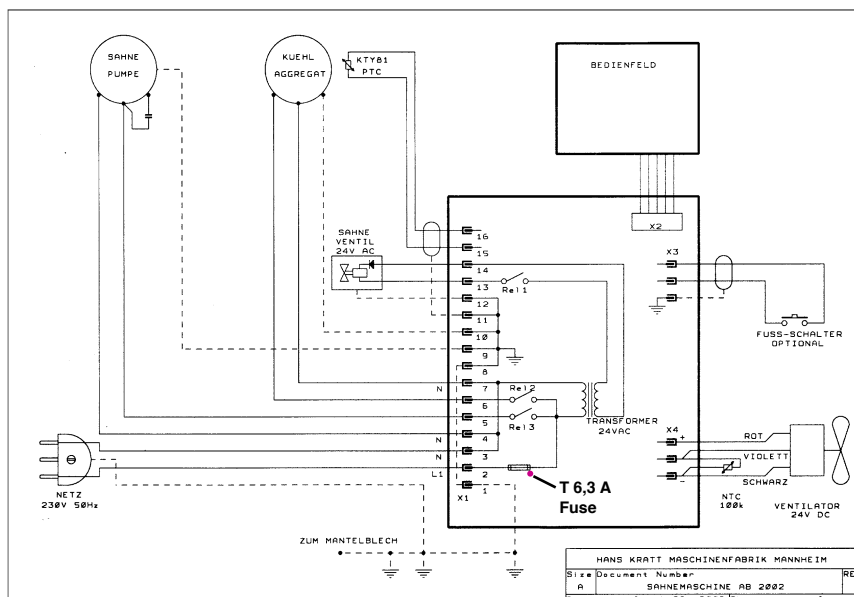 SAHNE
PUMPE
KUEHL
AGGREGAT
KTY81
PTC
BEDIENFELD
SAHNE
VENTIL
24V AC
X2
X3
16
15
14
13
12
11
10
9
8
7
6
5
4
3
2
1
X1
Rel1
Rel2
Rel3
N
N
N
L1
TRANSFORMER
24VAC
FUSS-SCHALTER
OPTIONAL
X4
+
-
ROT
VIOLETT
SCHWARZ
NTC
100k
VENTILATOR
24V DC
NETZ
230V 50Hz
T 6,3 A
Fuse
ZUM MANTELBLECH
HANS KRATT MASCHINENFABRIK MANNHEIM
Size Document Number RE
A SAHNEMASCHINE AB 2002